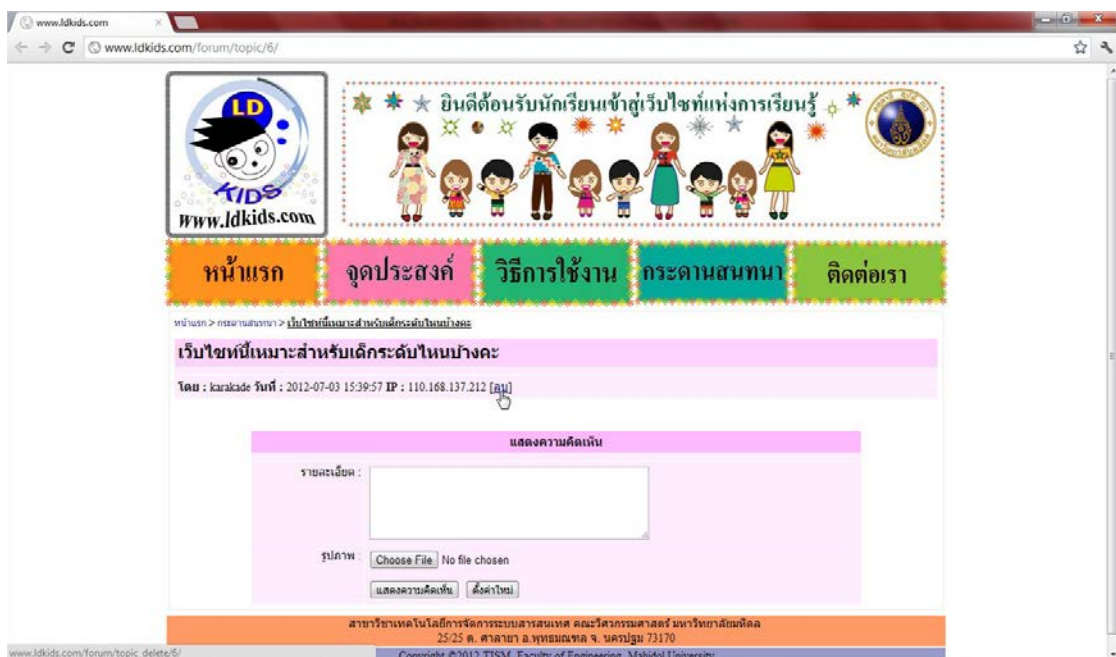 www.ldkids.com
www.ldkids.com/forum/topic/6/
LD
KIDS
www.ldkids.com
ยินดีต้อนรับนักเรียนเข้าสู่เว็บไซท์แห่งการเรียนรู้
หน้าแรก จุดประสงค์ วิธีการใช้งาน กระดานสนทนา ติดต่อเรา
หน้าแรก > กระดานสนทนา > เว็บไซท์นี้เหมาะสำหรับเด็กระดับไหนบ้างคะ
เว็บไซท์นี้เหมาะสำหรับเด็กระดับไหนบ้างคะ
โดย : karakade วันที่ : 2012-07-03 15:39:57 IP : 110.168.137.212 [ลบ]
แสดงความคิดเห็น
รายละเอียด :
รูปภาพ : Choose File No file chosen
แสดงความคิดเห็น ตั้งค่าใหม่
สาขาวิชาเทคโนโลยีการจัดการระบบสารสนเทศ คณะวิศวกรรมศาสตร์ มหาวิทยาลัยมหิดล
25/25 ต. ศาลายา อ.พุทธมณฑล จ. นครปฐม 73170
Copyright ©2012 TISM, Faculty of Engineering, Mahidol University
www.ldkids.com/forum/topic_delete/6/